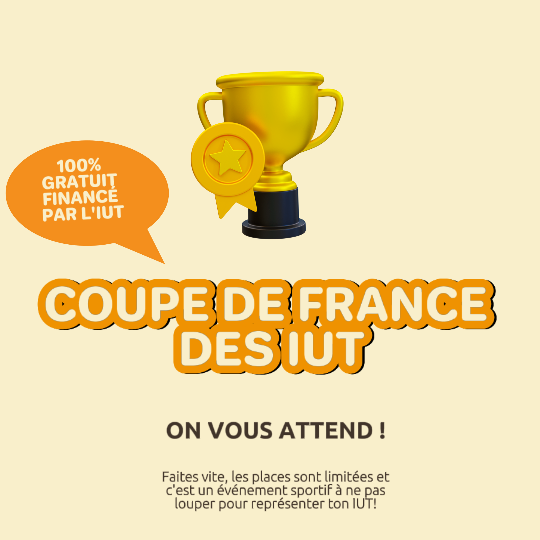 100%
GRATUIT
FINANCÉ
PAR L'IUT
COUPE DE FRANCE
DES IUT
ON VOUS ATTEND !
Faites vite, les places sont limitées et
c'est un événement sportif à ne pas
louper pour représenter ton IUT!